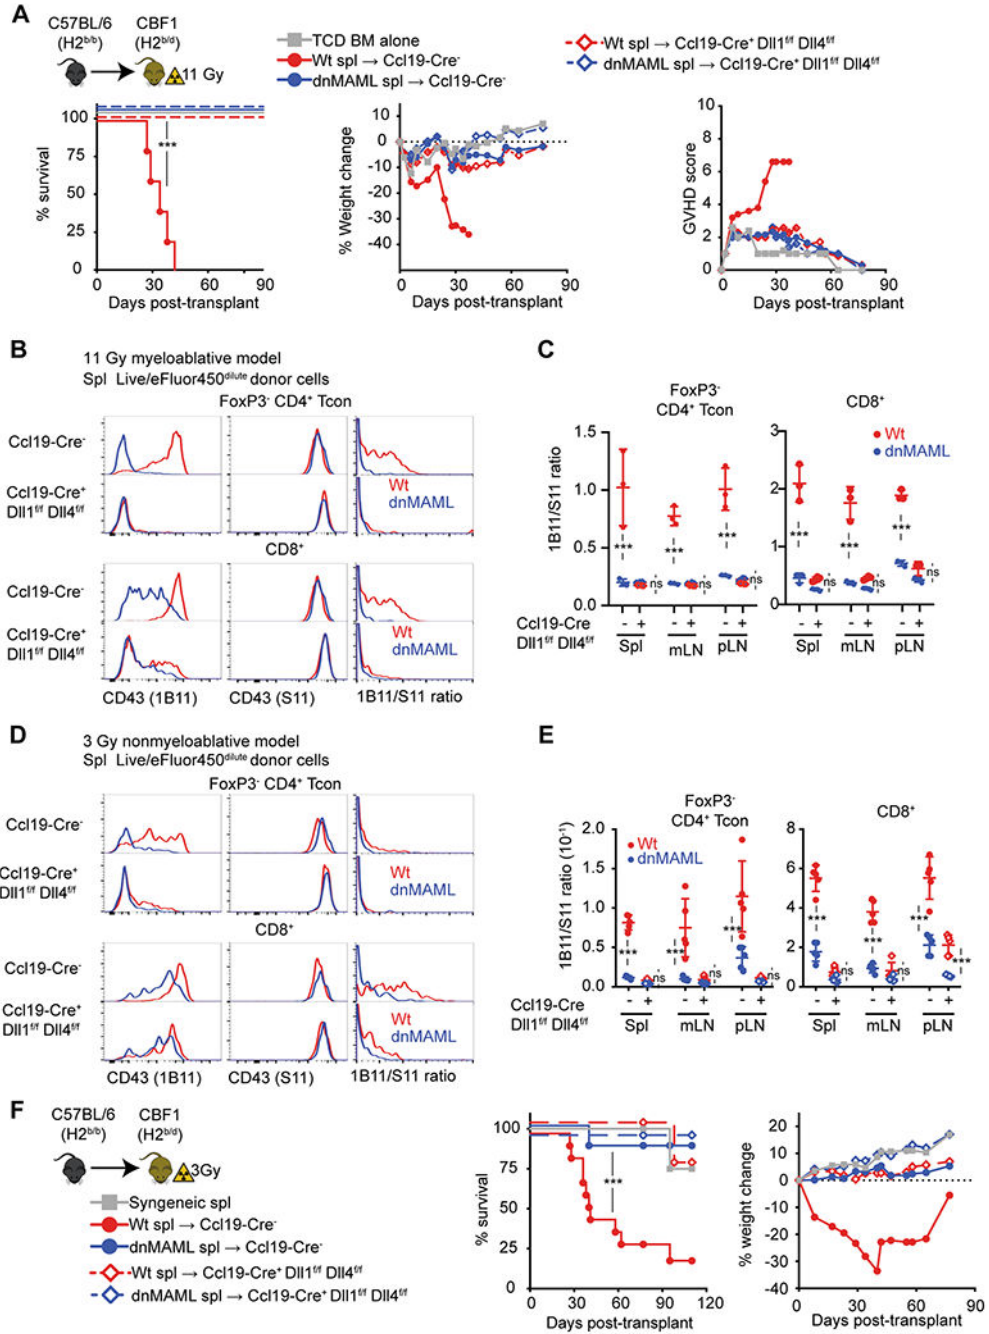 A
C57BL/6 CBF1
(H2b/b) (H2b/d)
11 Gy
TCD BM alone
Wt spl → Ccl19-Cre-
dnMAML spl → Ccl19-Cre-
Wt spl → Ccl19-Cre+ Dll1f/f Dll4f/f
dnMAML spl → Ccl19-Cre+ Dll1f/f Dll4f/f
% survival
100
75
50
25
0
***
0 30 60 90
Days post-transplant
% Weight change
10
0
-10
-20
-30
-40
0 30 60 90
Days post-transplant
GVHD score
10
8
6
4
2
0
0 30 60 90
Days post-transplant
B
11 Gy myeloablative model
Spl Live/eFluor450dilute donor cells
FoxP3- CD4+ Tcon
Ccl19-Cre-
Ccl19-Cre+
Dll1f/f Dll4f/f
Wt
dnMAML
CD8+
Ccl19-Cre-
Ccl19-Cre+
Dll1f/f Dll4f/f
Wt
dnMAML
CD43 (1B11) CD43 (S11) 1B11/S11 ratio
C
FoxP3-
CD4+ Tcon
1B11/S11 ratio
1.5
1.0
0.5
0.0
*** ns *** ns *** ns
CD8+
Wt
dnMAML
3
2
1
0
*** ns *** ns *** ns
Ccl19-Cre - + - + - + - + - + - +
Dll1f/f Dll4f/f Spl mLN pLN Spl mLN pLN
D
3 Gy nonmyeloablative model
Spl Live/eFluor450dilute donor cells
FoxP3- CD4+ Tcon
Ccl19-Cre-
Ccl19-Cre+
Dll1f/f Dll4f/f
Wt
dnMAML
CD8+
Ccl19-Cre-
Ccl19-Cre+
Dll1f/f Dll4f/f
Wt
dnMAML
CD43 (1B11) CD43 (S11) 1B11/S11 ratio
E
FoxP3-
CD4+ Tcon
Wt
dnMAML
1B11/S11 ratio (10-1)
2.0
1.5
1.0
0.5
0.0
*** ns *** ns *** ns
CD8+
8
6
4
2
0
*** ns *** ns *** ***
Ccl19-Cre - + - + - + - + - + - +
Dll1f/f Dll4f/f Spl mLN pLN Spl mLN pLN
F
C57BL/6 CBF1
(H2b/b) (H2b/d)
3Gy
Syngeneic spl
Wt spl → Ccl19-Cre-
dnMAML spl → Ccl19-Cre-
Wt spl → Ccl19-Cre+ Dll1f/f Dll4f/f
dnMAML spl → Ccl19-Cre+ Dll1f/f Dll4f/f
% survival
100
75
50
25
0
***
0 30 60 90 120
Days post-transplant
% weight change
20
10
0
-10
-20
-30
-40
0 30 60 90
Days post-transplant